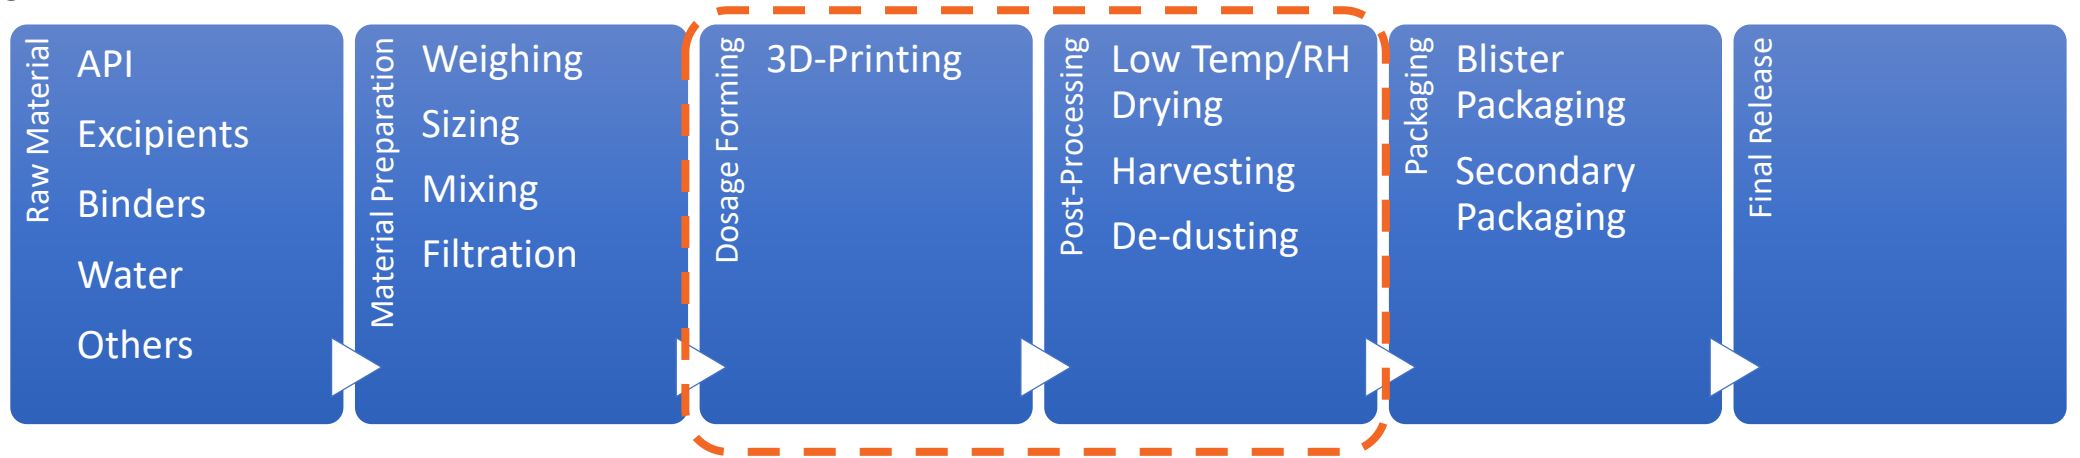 Raw Material
API
Excipients
Binders
Water
Others
Material Preparation
Weighing
Sizing
Mixing
Filtration
Dosage Forming
3D-Printing
Post-Processing
Low Temp/RH
Drying
Harvesting
De-dusting
Packaging
Blister
Packaging
Secondary
Packaging
Final Release